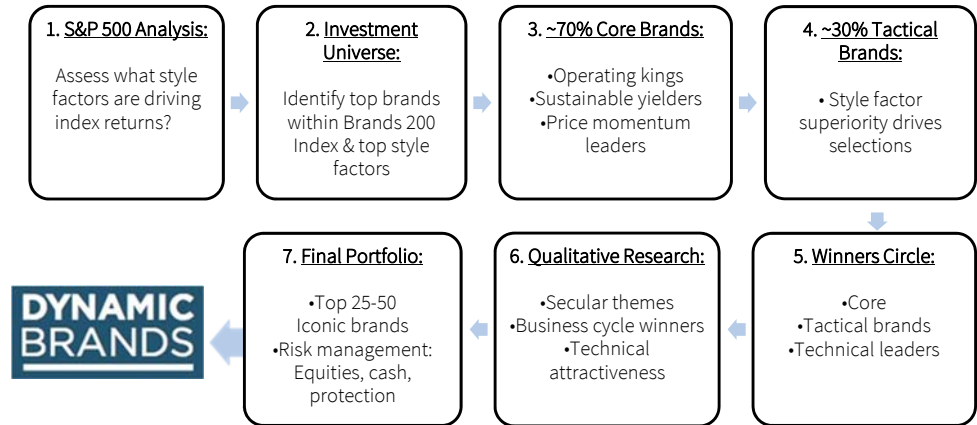 1. S&P 500 Analysis:
Assess what style
factors are driving
index returns?
2. Investment
Universe:
Identify top brands
within Brands 200
Index & top style
factors
3. ~70% Core Brands:
•Operating kings
•Sustainable yielders
•Price momentum
leaders
4. ~30% Tactical
Brands:
• Style factor
superiority drives
selections
5. Winners Circle:
•Core
•Tactical brands
•Technical leaders
6. Qualitative Research:
•Secular themes
•Business cycle winners
•Technical
attractiveness
7. Final Portfolio:
•Top 25-50
Iconic brands
•Risk management:
Equities, cash,
protection
DYNAMIC
BRANDS